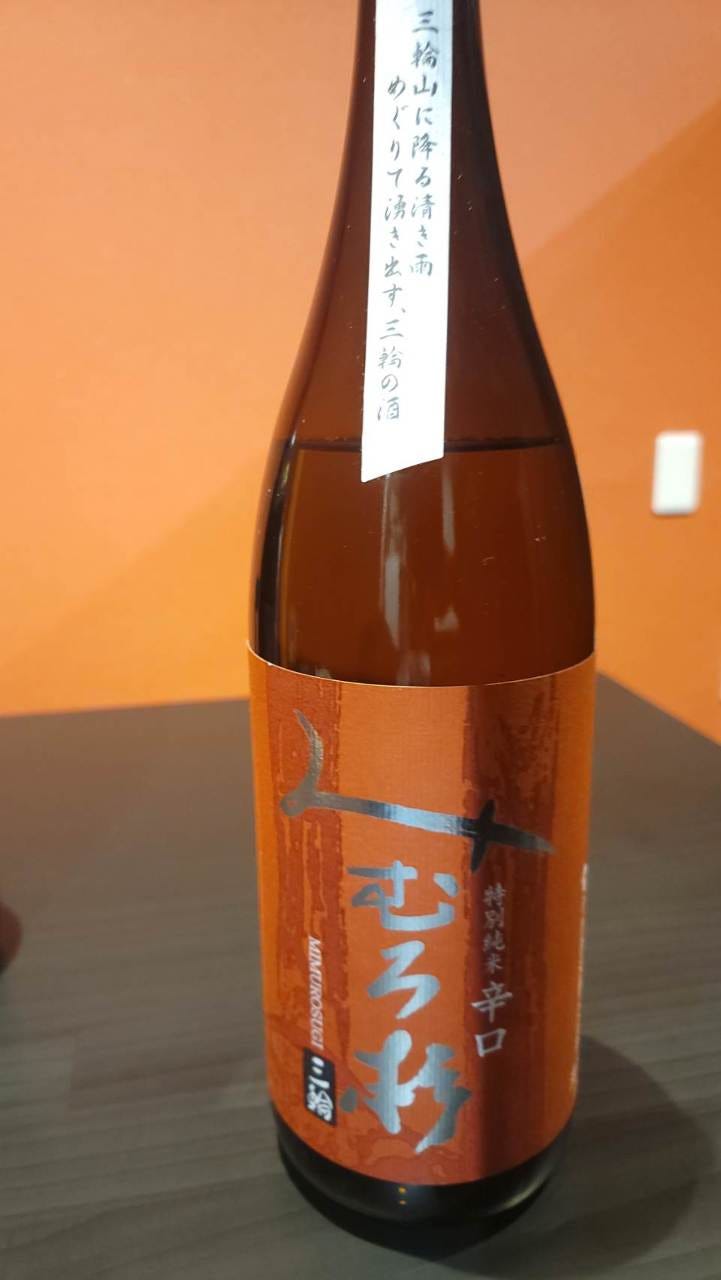 三輪山に降る清き雨
めぐりて湧き出す、三輪の酒
みむろ杉
特別純米 辛口
MIMUROSUGI
三輪